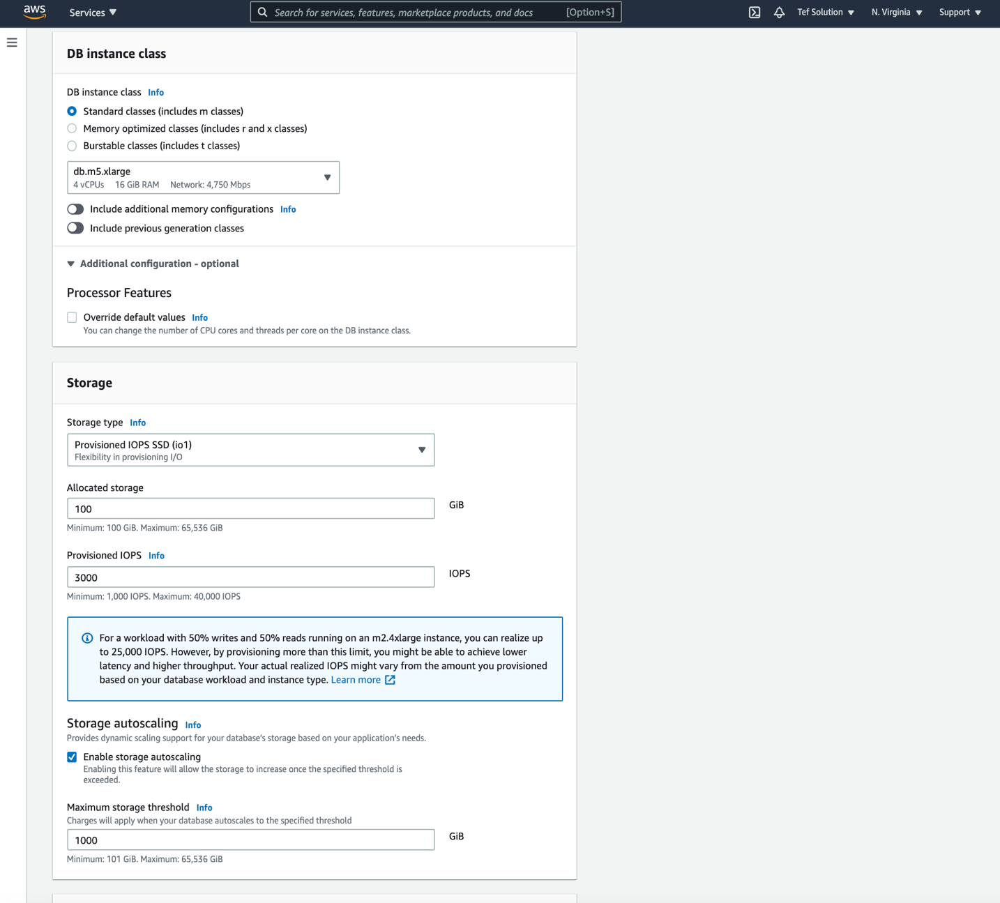 aws
Services ▼
Search for services, features, marketplace products, and docs [Option+S]
Tef Solution ▼
N. Virginia ▼
Support ▼
DB instance class
DB instance class Info
Standard classes (includes m classes)
Memory optimized classes (includes r and x classes)
Burstable classes (includes t classes)
db.m5.xlarge
4 vCPUs 16 GiB RAM Network: 4,750 Mbps
Include additional memory configurations Info
Include previous generation classes
Additional configuration - optional
Processor Features
Override default values Info
You can change the number of CPU cores and threads per core on the DB instance class.
Storage
Storage type Info
Provisioned IOPS SSD (io1)
Flexibility in provisioning I/O
Allocated storage
100 GiB
Minimum: 100 GiB. Maximum: 65,536 GiB
Provisioned IOPS Info
3000 IOPS
Minimum: 1,000 IOPS. Maximum: 40,000 IOPS
For a workload with 50% writes and 50% reads running on an m2.4xlarge instance, you can realize up
to 25,000 IOPS. However, by provisioning more than this limit, you might be able to achieve lower
latency and higher throughput. Your actual realized IOPS might vary from the amount you provisioned
based on your database workload and instance type. Learn more
Storage autoscaling Info
Provides dynamic scaling support for your database's storage based on your application's needs.
Enable storage autoscaling
Enabling this feature will allow the storage to increase once the specified threshold is
exceeded.
Maximum storage threshold Info
Charges will apply when your database autoscales to the specified threshold
1000 GiB
Minimum: 101 GiB. Maximum: 65,536 GiB